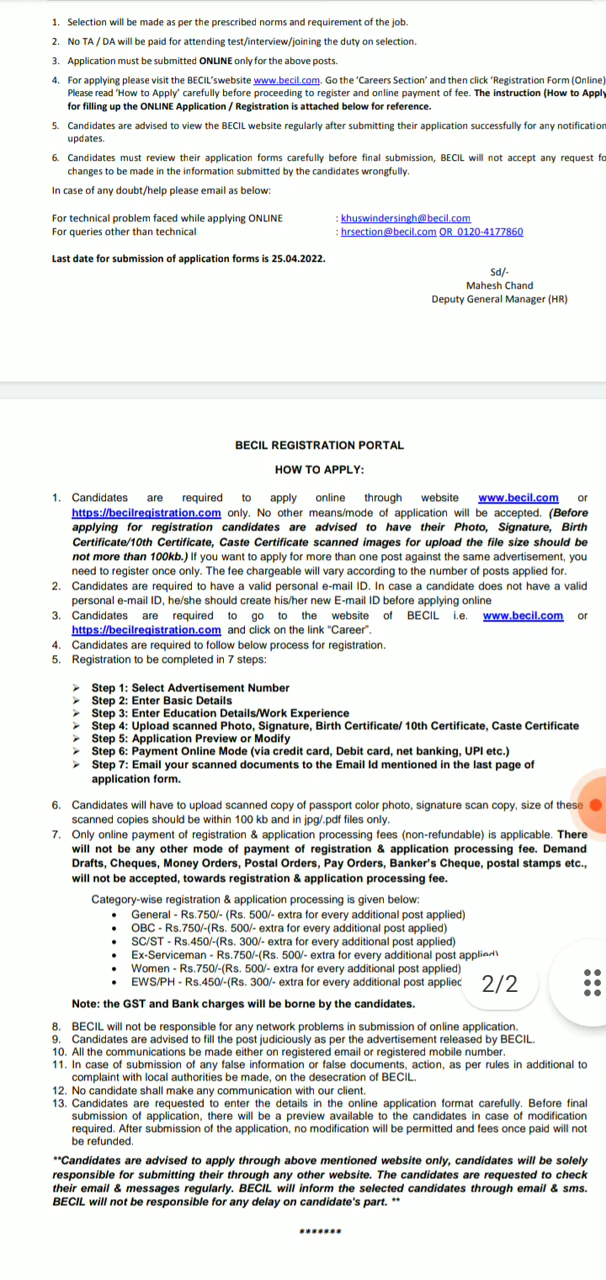 1. Selection will be made as per the prescribed norms and requirement of the job.
2. No TA / DA will be paid for attending test/interview/joining the duty on selection.
3. Application must be submitted ONLINE only for the above posts.
4. For applying please visit the BECIL'swebsite www.becil.com. Go the 'Careers Section' and then click 'Registration Form (Online)
Please read 'How to Apply' carefully before proceeding to register and online payment of fee. The instruction (How to Apply
for filling up the ONLINE Application / Registration is attached below for reference.
5. Candidates are advised to view the BECIL website regularly after submitting their application successfully for any notification
updates.
6. Candidates must review their application forms carefully before final submission, BECIL will not accept any request fo
changes to be made in the information submitted by the candidates wrongfully.
In case of any doubt/help please email as below:
For technical problem faced while applying ONLINE : khuswindersingh@becil.com
For queries other than technical : hrsection@becil.com OR 0120-4177860
Last date for submission of application forms is 25.04.2022.
Sd/-
Mahesh Chand
Deputy General Manager (HR)
BECIL REGISTRATION PORTAL
HOW TO APPLY:
1. Candidates are required to apply online through website www.becil.com or
https://becilregistration.com only. No other means/mode of application will be accepted. (Before
applying for registration candidates are advised to have their Photo, Signature, Birth
Certificate/10th Certificate, Caste Certificate scanned images for upload the file size should be
not more than 100kb.) If you want to apply for more than one post against the same advertisement, you
need to register once only. The fee chargeable will vary according to the number of posts applied for.
2. Candidates are required to have a valid personal e-mail ID. In case a candidate does not have a valid
personal e-mail ID, he/she should create his/her new E-mail ID before applying online
3. Candidates are required to go to the website of BECIL i.e. www.becil.com or
https://becilregistration.com and click on the link "Career".
4. Candidates are required to follow below process for registration.
5. Registration to be completed in 7 steps:
➤ Step 1: Select Advertisement Number
➤ Step 2: Enter Basic Details
➤ Step 3: Enter Education Details/Work Experience
➤ Step 4: Upload scanned Photo, Signature, Birth Certificate/ 10th Certificate, Caste Certificate
➤ Step 5: Application Preview or Modify
➤ Step 6: Payment Online Mode (via credit card, Debit card, net banking, UPI etc.)
➤ Step 7: Email your scanned documents to the Email Id mentioned in the last page of
application form.
6. Candidates will have to upload scanned copy of passport color photo, signature scan copy, size of these
scanned copies should be within 100 kb and in jpg/.pdf files only.
7. Only online payment of registration & application processing fees (non-refundable) is applicable. There
will not be any other mode of payment of registration & application processing fee. Demand
Drafts, Cheques, Money Orders, Postal Orders, Pay Orders, Banker's Cheque, postal stamps etc.,
will not be accepted, towards registration & application processing fee.
Category-wise registration & application processing is given below:
• General - Rs.750/- (Rs. 500/- extra for every additional post applied)
• OBC - Rs.750/-(Rs. 500/- extra for every additional post applied)
• SC/ST - Rs.450/-(Rs. 300/- extra for every additional post applied)
• Ex-Serviceman - Rs.750/-(Rs. 500/- extra for every additional post applied)
• Women - Rs.750/-(Rs. 500/- extra for every additional post applied)
• EWS/PH - Rs.450/-(Rs. 300/- extra for every additional post applied
2/2
Note: the GST and Bank charges will be borne by the candidates.
8. BECIL will not be responsible for any network problems in submission of online application.
9. Candidates are advised to fill the post judiciously as per the advertisement released by BECIL.
10. All the communications be made either on registered email or registered mobile number.
11. In case of submission of any false information or false documents, action, as per rules in additional to
complaint with local authorities be made, on the desecration of BECIL.
12. No candidate shall make any communication with our client.
13. Candidates are requested to enter the details in the online application format carefully. Before final
submission of application, there will be a preview available to the candidates in case of modification
required. After submission of the application, no modification will be permitted and fees once paid will not
be refunded.
**Candidates are advised to apply through above mentioned website only, candidates will be solely
responsible for submitting their through any other website. The candidates are requested to check
their email & messages regularly. BECIL will inform the selected candidates through email & sms.
BECIL will not be responsible for any delay on candidate's part. **
*******